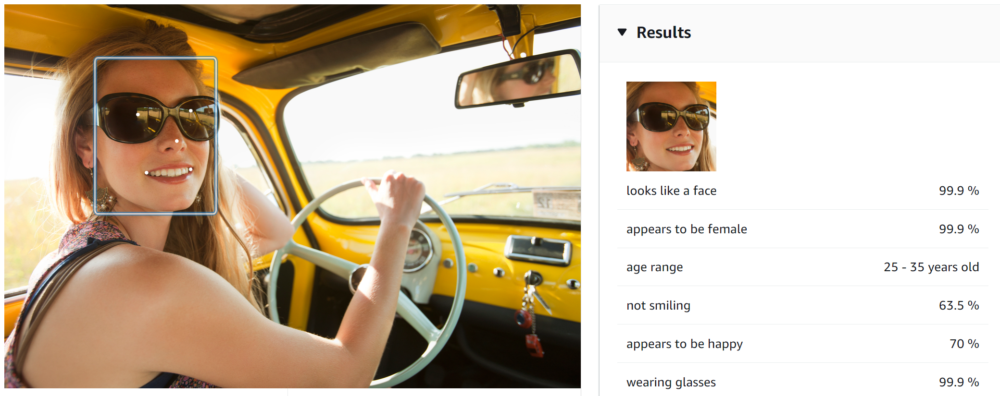 Results
looks like a face 99.9 %
appears to be female 99.9 %
age range 25 - 35 years old
not smiling 63.5 %
appears to be happy 70 %
wearing glasses 99.9 %